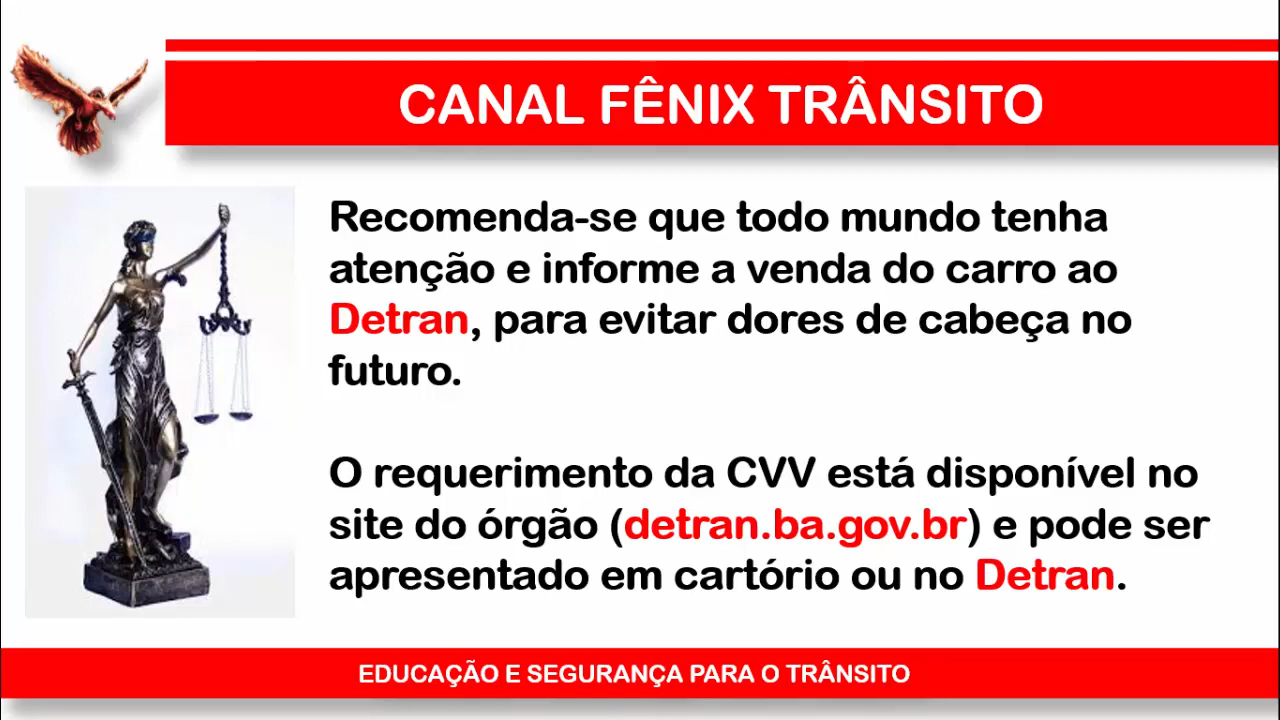 CANAL FÊNIX TRÂNSITO
Recomenda-se que todo mundo tenha
atenção e informe a venda do carro ao
Detran, para evitar dores de cabeça no
futuro.
O requerimento da CVV está disponível no
site do órgão (detran.ba.gov.br) e pode ser
apresentado em cartório ou no Detran.
EDUCAÇÃO E SEGURANÇA PARA O TRÂNSITO